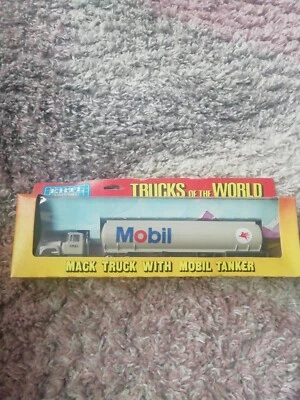 TRUCKS OF THE WORLD
Mobil
MACK TRUCK WITH MOBIL TANKER